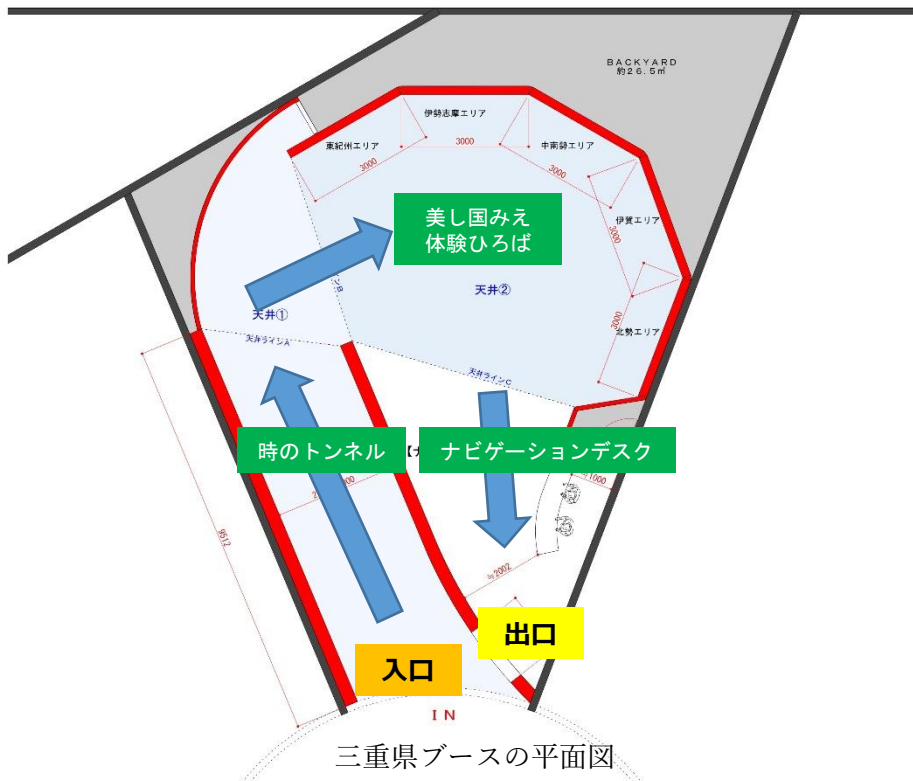 BACKYARD
約26.5㎡
伊勢志摩エリア
東紀州エリア
3000
中南勢エリア
3000
3000
美し国みえ
体験ひろば
伊賀エリア
3000
天井②
天井①
北勢エリア
3000
天井ラインA
天井ラインC
時のトンネル
ナビゲーションデスク
1000
9512
≒2002
出口
入口
IN
三重県ブースの平面図